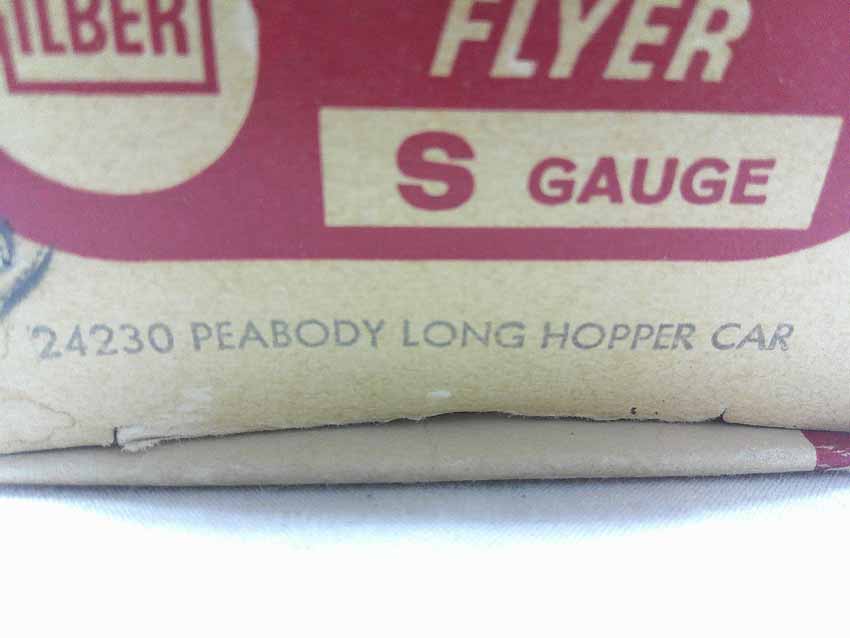 ILBER
FLYER
S GAUGE
24230 PEABODY LONG HOPPER CAR